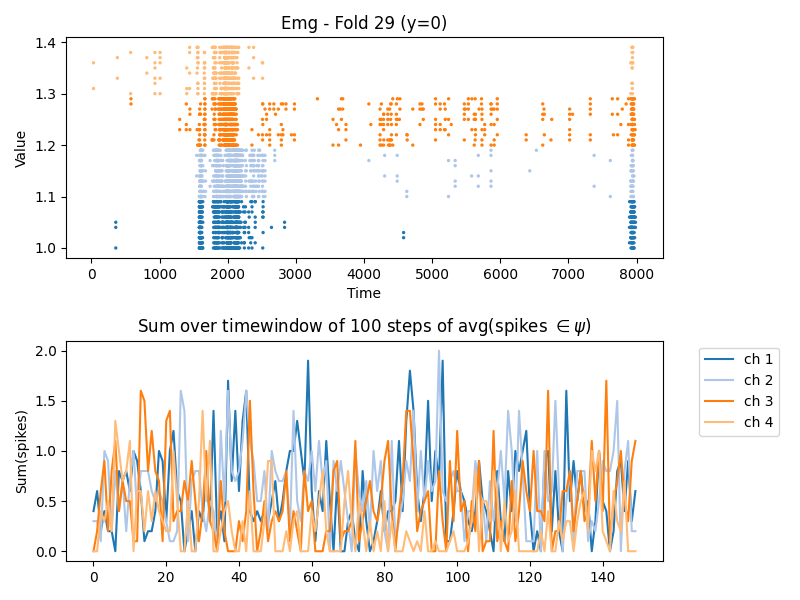 Emg - Fold 29 (y=0)
1.4
1.3
1.2
1.1
1.0
Value
0 1000 2000 3000 4000 5000 6000 7000 8000
Time
Sum over timewindow of 100 steps of avg(spikes ∈ ψ)
2.0
1.5
1.0
0.5
0.0
Sum(spikes)
0 20 40 60 80 100 120 140
ch 1
ch 2
ch 3
ch 4